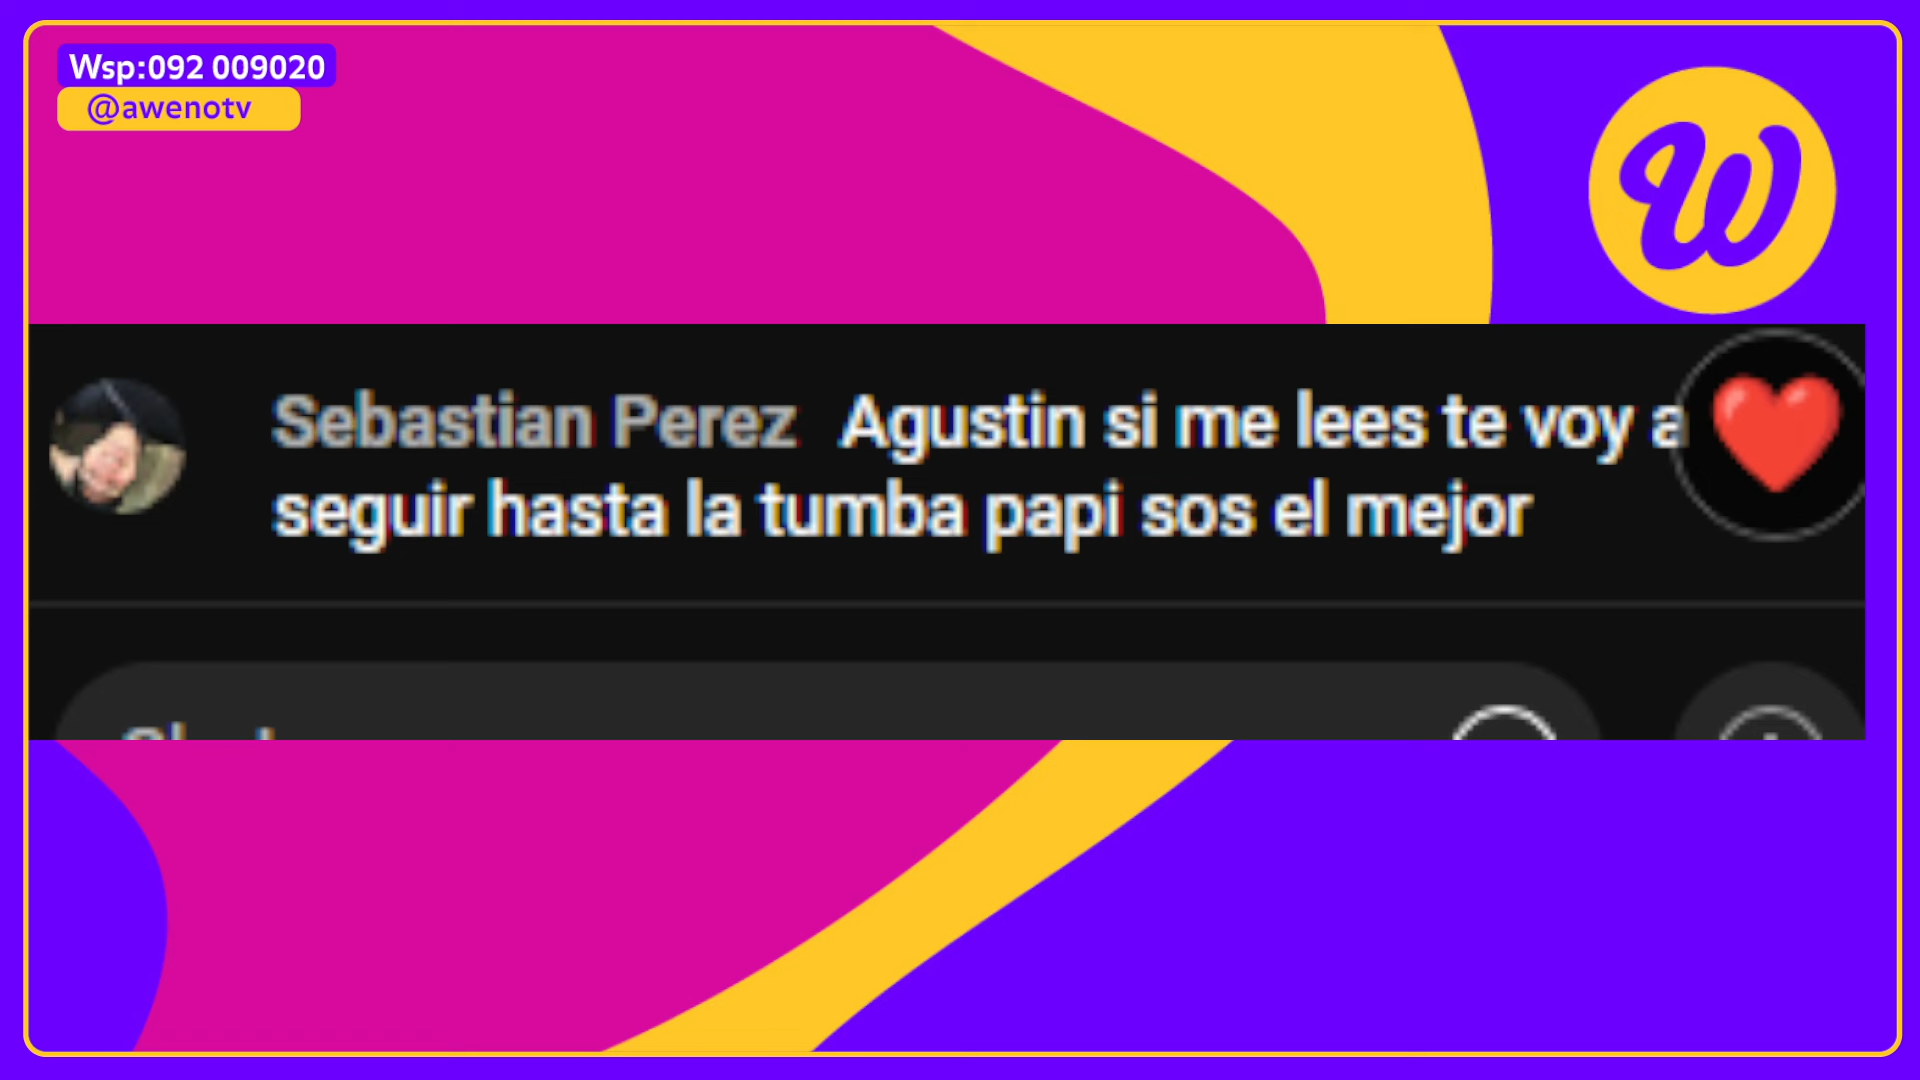 Wsp:092 009020
@awenotv
W
Sebastian Perez Agustin si me lees te voy a
seguir hasta la tumba papi sos el mejor